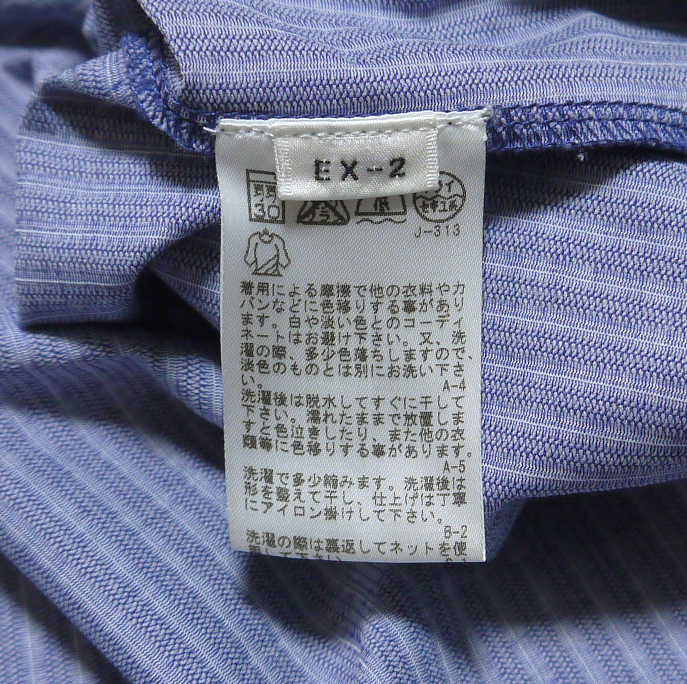 EX-2
30
J-313
着用による摩擦で他の衣料やカ
バンなどに色移りする事があり
ます。白や淡い色とのコーディ
ネートはお避け下さい。又、洗
濯の際、多少色落ちしますので、
淡色のものとは別にお洗い下さ
い。
A-4
洗濯後は脱水してすぐに干して
下さい。濡れたままで放置しま
すと色泣きしたり、また他の衣
類等に色移りする事があります。
A-5
洗濯で多少縮みます。洗濯後は
形を整えて干し、仕上げは丁寧
にアイロン掛けして下さい。
B-2
洗濯の際は裏返してネットを使